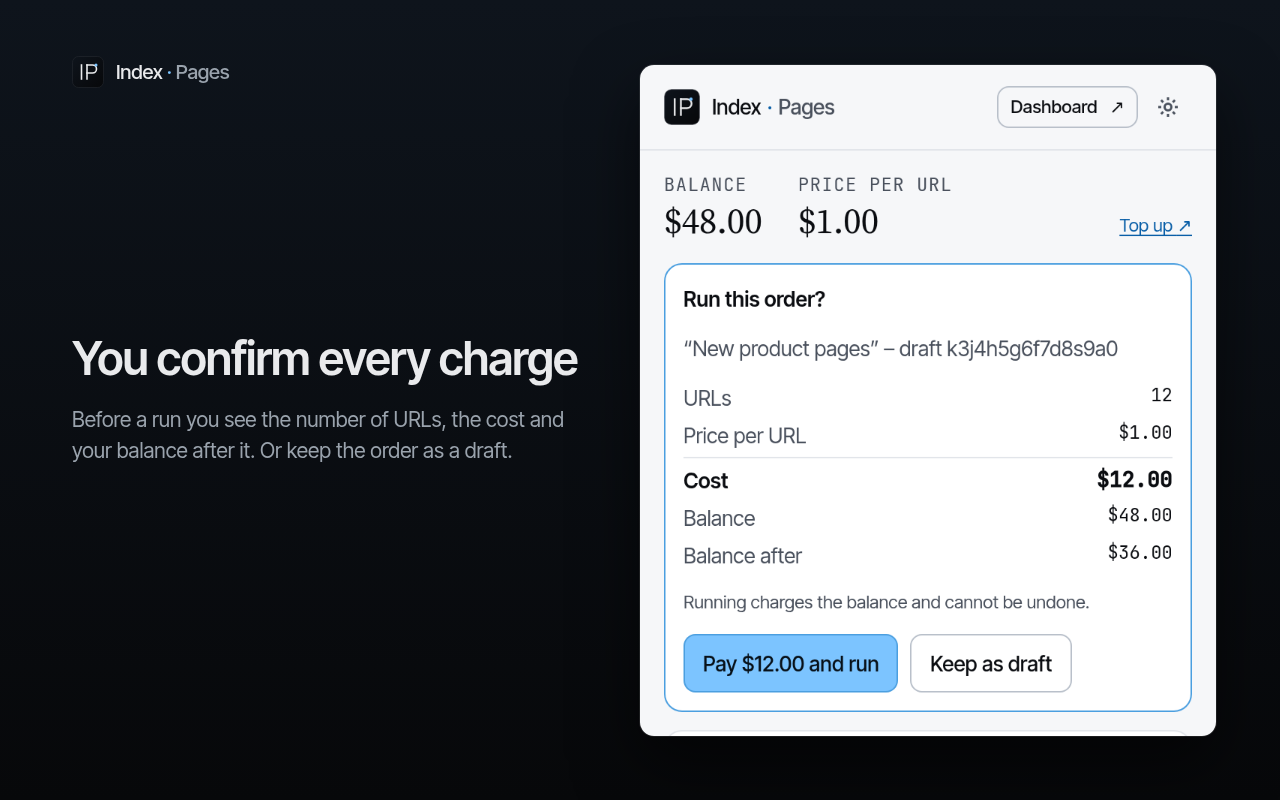 IP Index · Pages
You confirm every charge
Before a run you see the number of URLs, the cost and
your balance after it. Or keep the order as a draft.
IP Index · Pages
Dashboard ↗
BALANCE PRICE PER URL
$48.00 $1.00 Top up ↗
Run this order?
“New product pages” – draft k3j4h5g6f7d8s9a0
URLs 12
Price per URL $1.00
Cost $12.00
Balance $48.00
Balance after $36.00
Running charges the balance and cannot be undone.
Pay $12.00 and run Keep as draft